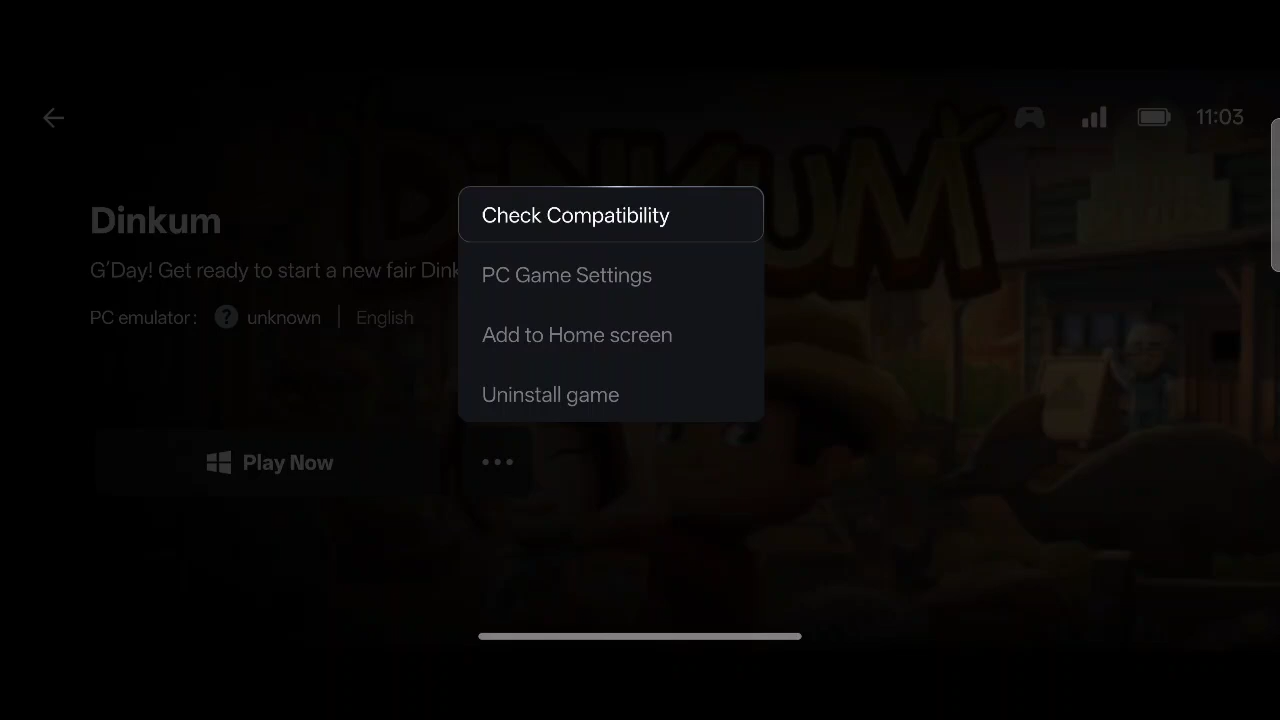 11:03
DINKUM
Dinkum
G'Day! Get ready to start a new fair Dink
PC emulator: ? unknown | English
Check Compatibility
PC Game Settings
Add to Home screen
Uninstall game
Play Now